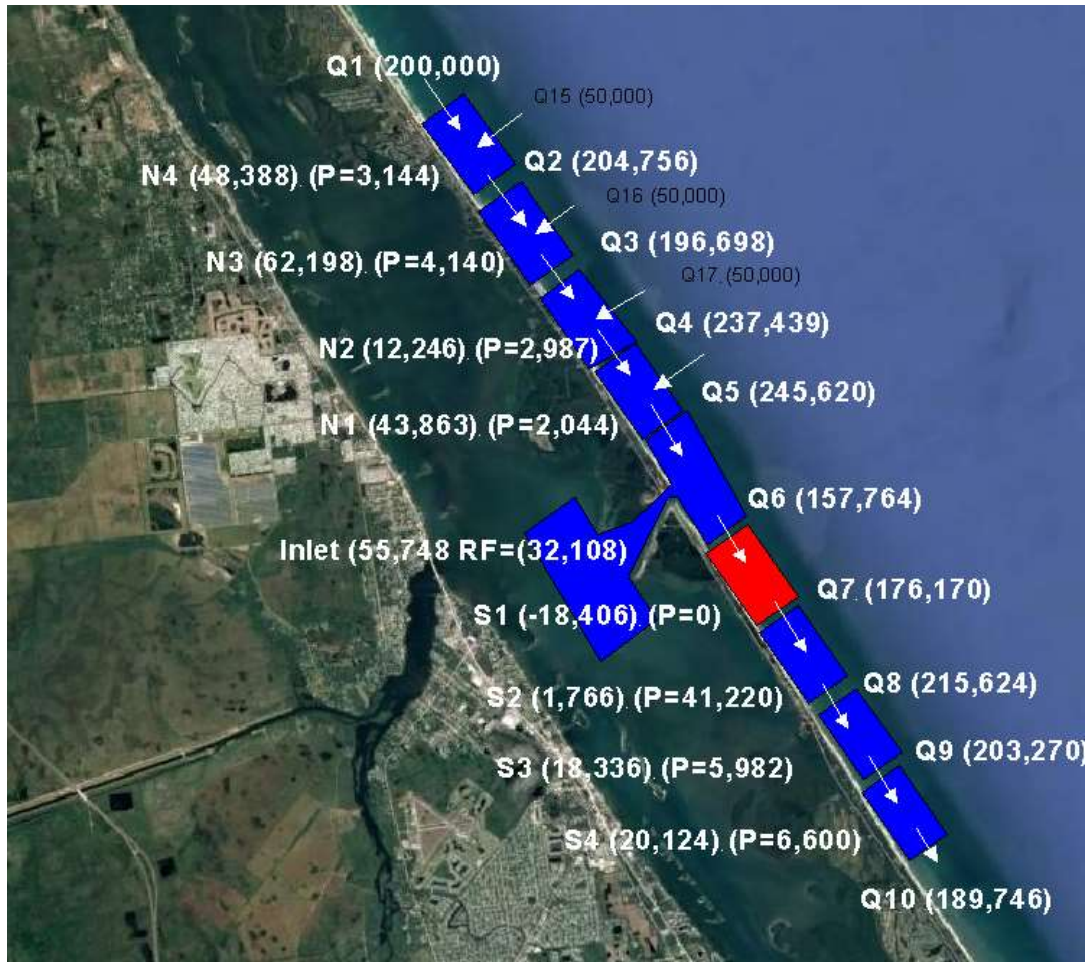 Q1 (200,000)
Q15 (50,000)
Q2 (204,756)
N4 (48,388) (P=3,144)
Q16 (50,000)
Q3 (196,698)
N3 (62,198) (P=4,140)
Q17 (50,000)
Q4 (237,439)
N2 (12,246) (P=2,987)
Q5 (245,620)
N1 (43,863) (P=2,044)
Q6 (157,764)
Inlet (55,748 RF=(32,108)
Q7 (176,170)
S1 (-18,406) (P=0)
Q8 (215,624)
S2 (1,766) (P=41,220)
Q9 (203,270)
S3 (18,336) (P=5,982)
S4 (20,124) (P=6,600)
Q10 (189,746)